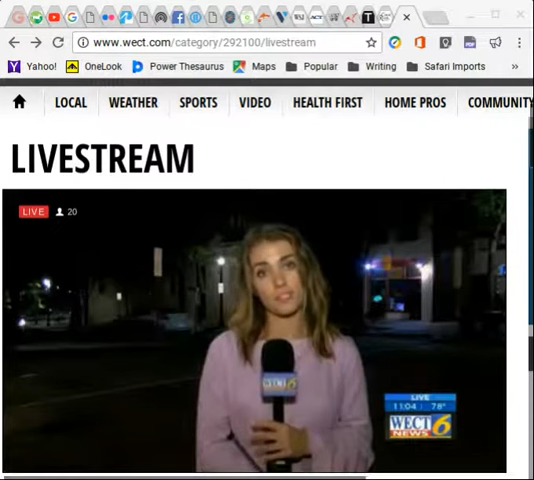 www.wect.com/category/292100/livestream
Yahoo! OneLook Power Thesaurus Maps Popular Writing Safari Imports »
LOCAL WEATHER SPORTS VIDEO HEALTH FIRST HOME PROS COMMUNITY
LIVESTREAM
LIVE 20
WECT 6
LIVE
11:04 78°
WECT 6
NEWS